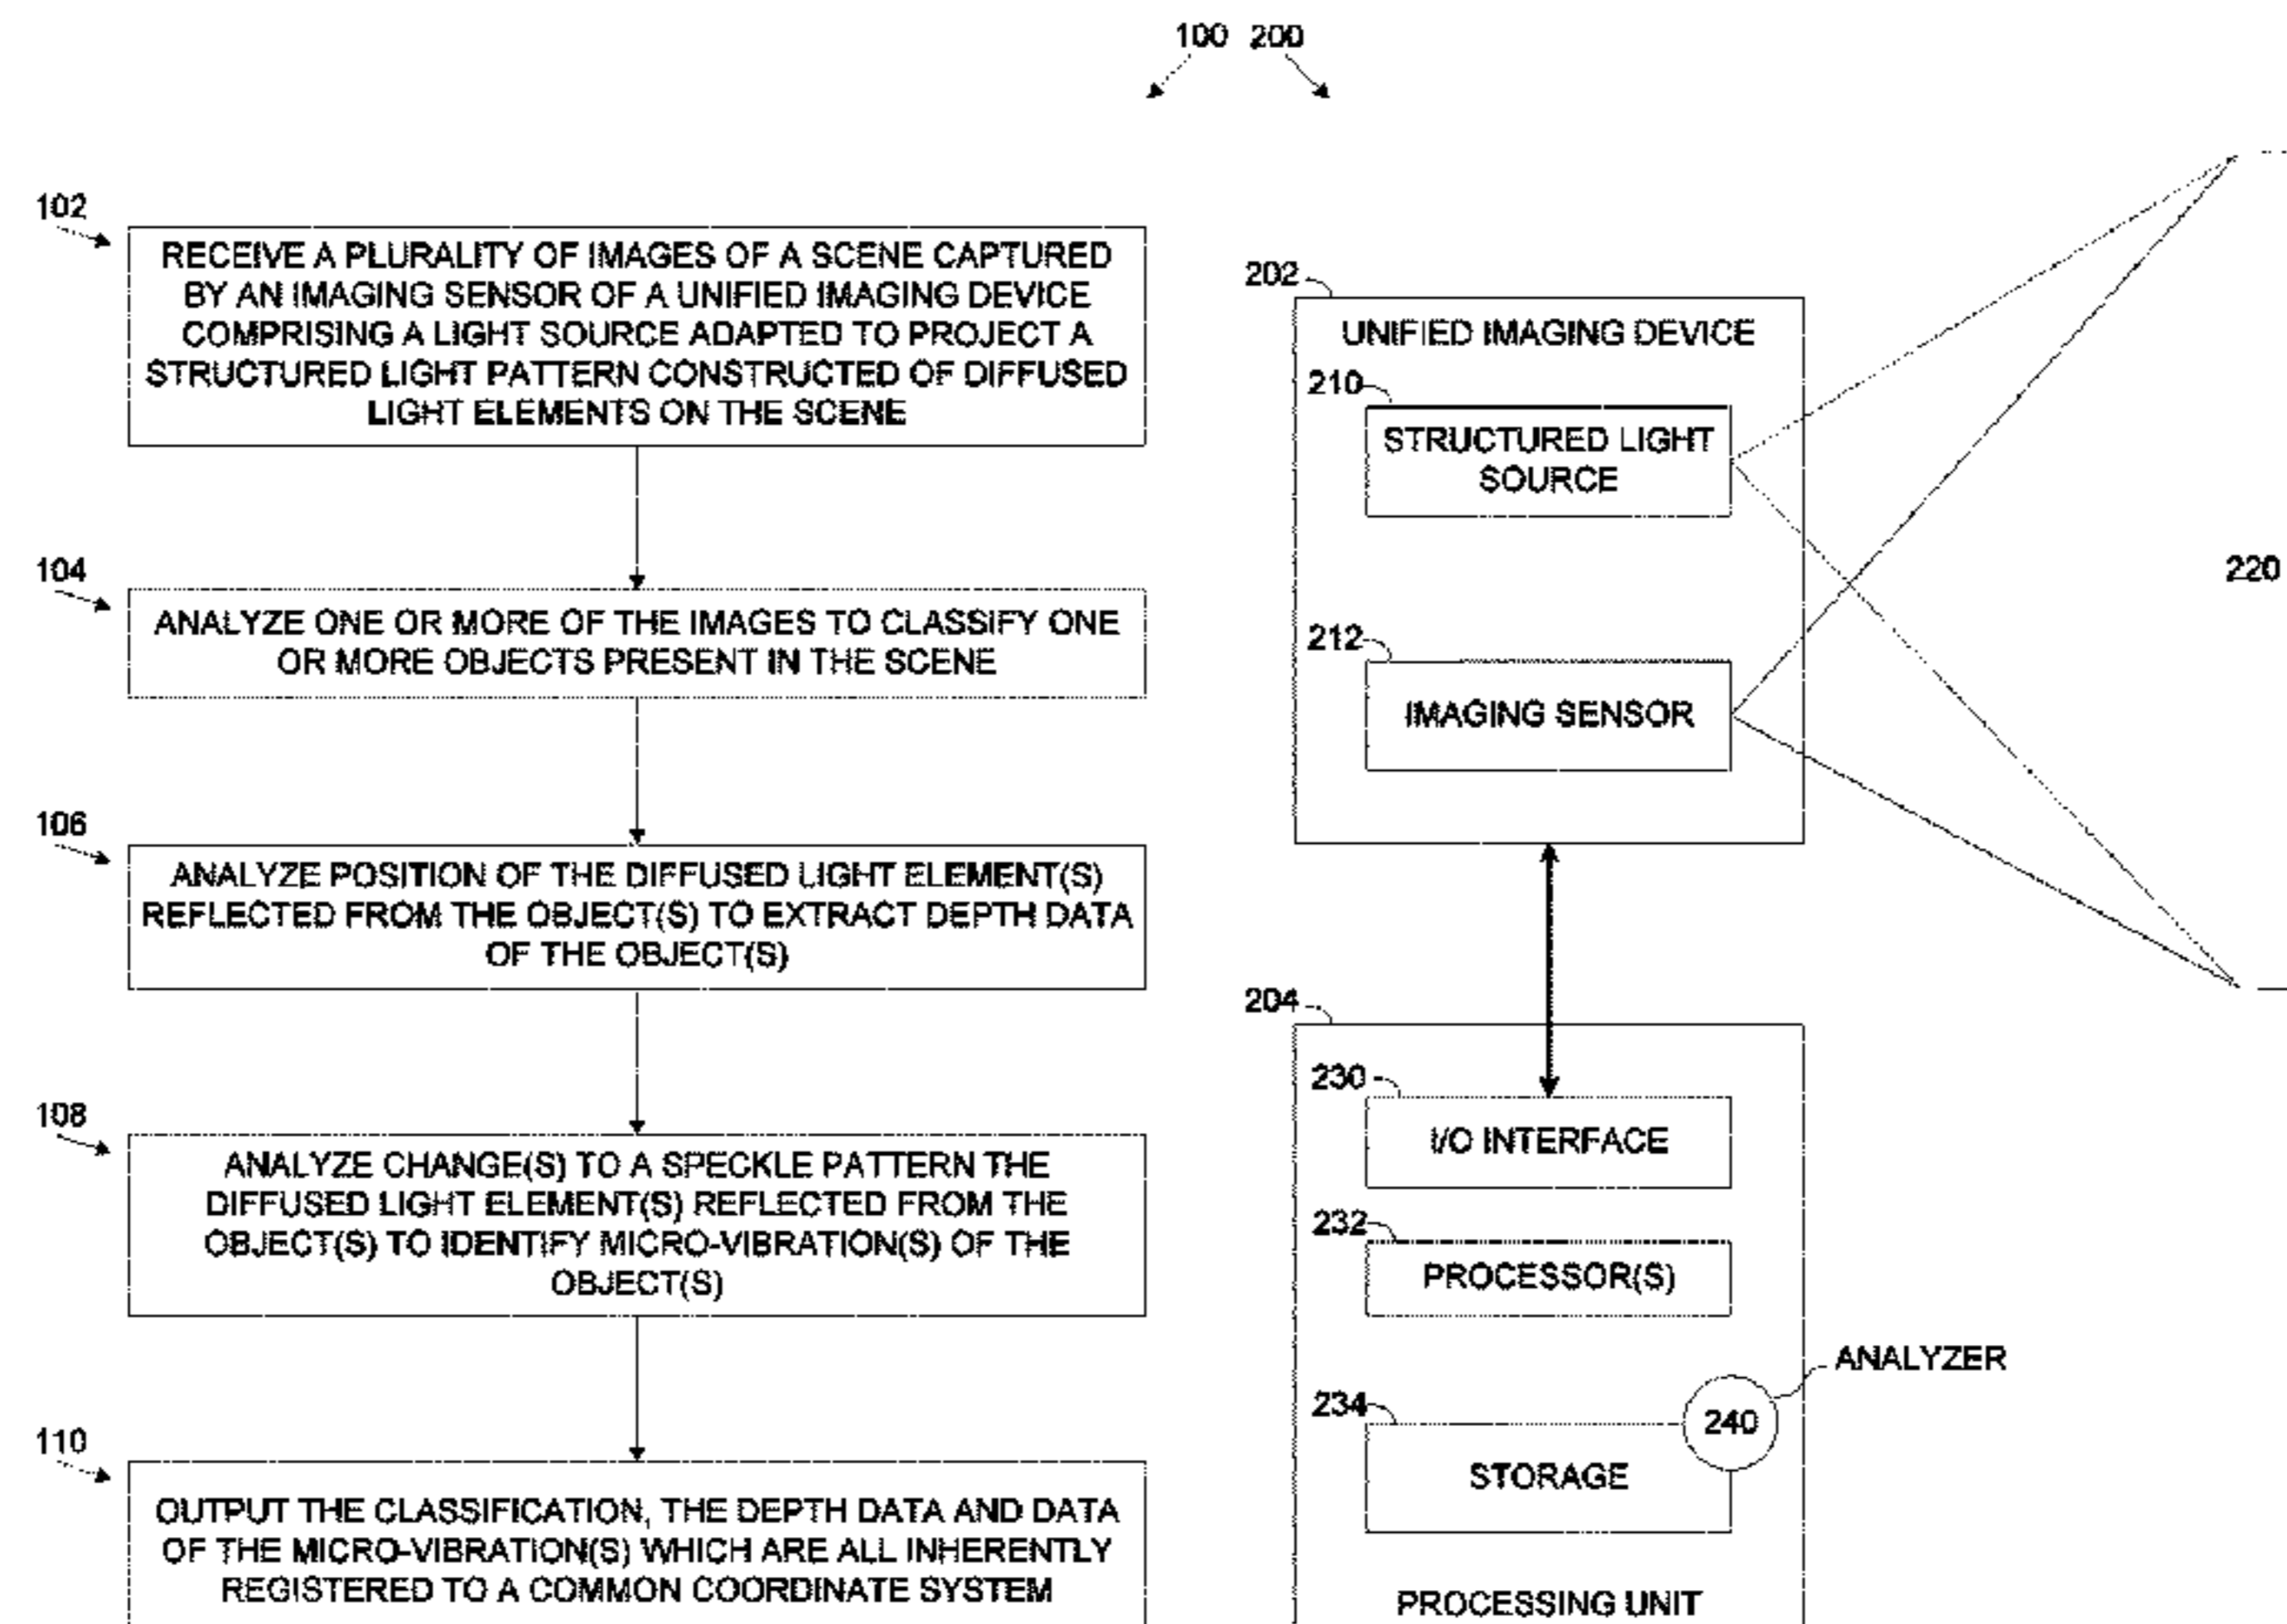 100 200
102
RECEIVE A PLURALITY OF IMAGES OF A SCENE CAPTURED
BY AN IMAGING SENSOR OF A UNIFIED IMAGING DEVICE
COMPRISING A LIGHT SOURCE ADAPTED TO PROJECT A
STRUCTURED LIGHT PATTERN CONSTRUCTED OF DIFFUSED
LIGHT ELEMENTS ON THE SCENE
104
ANALYZE ONE OR MORE OF THE IMAGES TO CLASSIFY ONE
OR MORE OBJECTS PRESENT IN THE SCENE
106
ANALYZE POSITION OF THE DIFFUSED LIGHT ELEMENT(S)
REFLECTED FROM THE OBJECT(S) TO EXTRACT DEPTH DATA
OF THE OBJECT(S)
108
ANALYZE CHANGE(S) TO A SPECKLE PATTERN THE
DIFFUSED LIGHT ELEMENT(S) REFLECTED FROM THE
OBJECT(S) TO IDENTIFY MICRO-VIBRATION(S) OF THE
OBJECT(S)
110
OUTPUT THE CLASSIFICATION, THE DEPTH DATA AND DATA
OF THE MICRO-VIBRATION(S) WHICH ARE ALL INHERENTLY
REGISTERED TO A COMMON COORDINATE SYSTEM
202
UNIFIED IMAGING DEVICE
210
STRUCTURED LIGHT
SOURCE
212
IMAGING SENSOR
220
204
230
I/O INTERFACE
232
PROCESSOR(S)
ANALYZER
234
240
STORAGE
PROCESSING UNIT